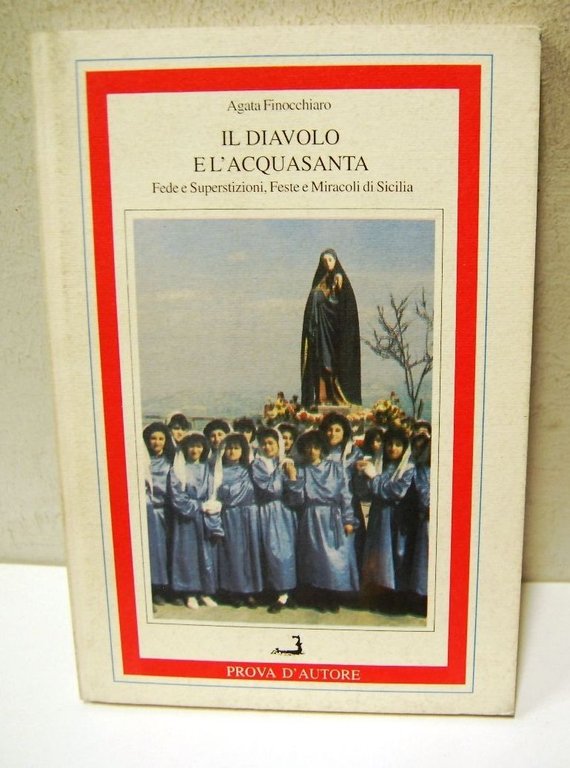 Agata Finocchiaro
IL DIAVOLO
E L'ACQUASANTA
Fede e Superstizioni, Feste e Miracoli di Sicilia
PROVA D'AUTORE